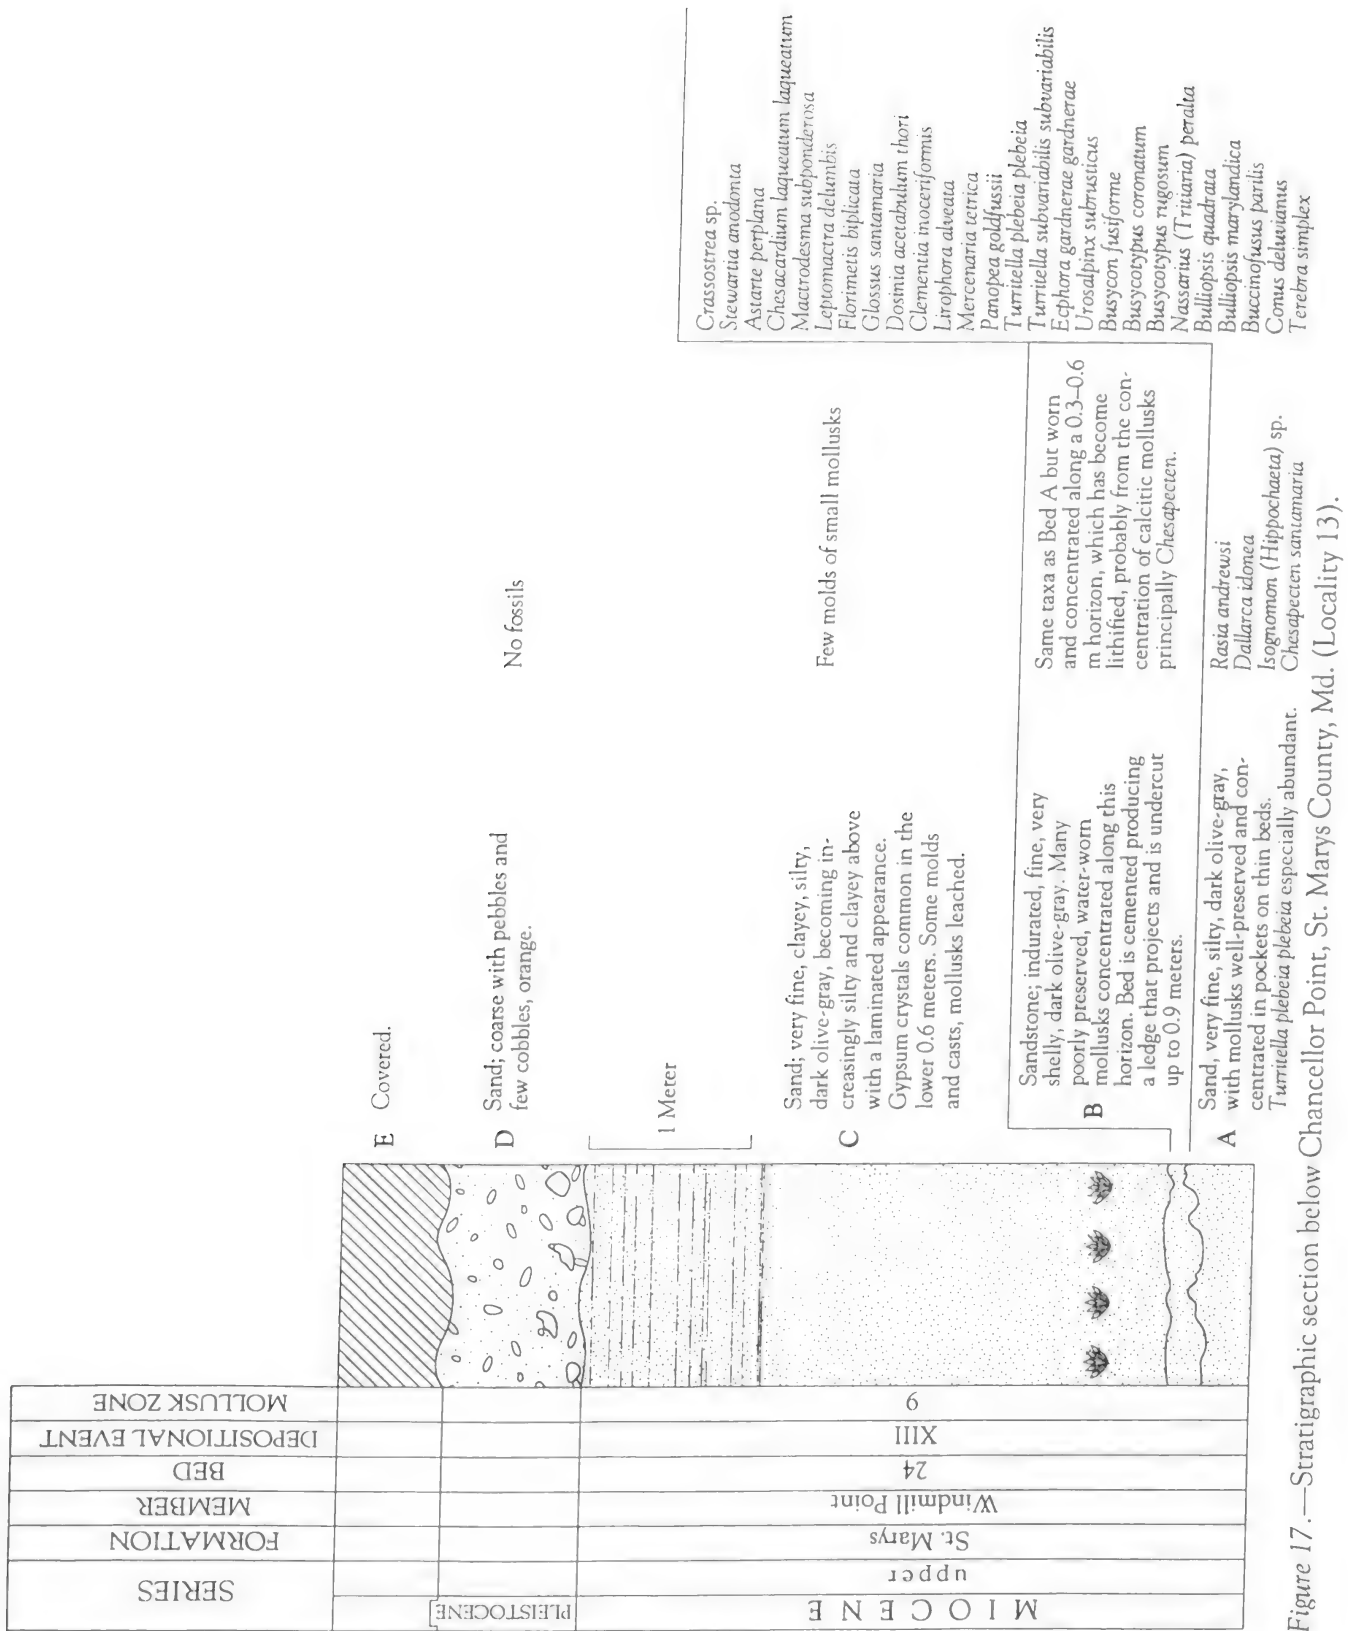 SERIES
FORMATION
MEMBER
BED
DEPOSITIONAL EVENT
MOLLUSK ZONE
PLEISTOCENE
MIOCENE
upper
St. Marys
Windmill Point
24
XIII
9
E Covered.
D Sand; coarse with pebbles and
few cobbles, orange.
No fossils
1 Meter
C
Sand; very fine, clayey, silty,
dark olive-gray, becoming in-
creasingly silty and clayey above
with a laminated appearance.
Gypsum crystals common in the
lower 0.6 meters. Some molds
and casts, mollusks leached.
Few molds of small mollusks
B
Sandstone; indurated, fine, very
shelly, dark olive-gray. Many
poorly preserved, water-worn
mollusks concentrated along this
horizon. Bed is cemented producing
a ledge that projects and is undercut
up to 0.9 meters.
Same taxa as Bed A but worn
and concentrated along a 0.3–0.6
m horizon, which has become
lithified, probably from the con-
centration of calcitic mollusks
principally Chesapecten.
A
Sand, very fine, silty, dark olive-gray,
with mollusks well-preserved and con-
centrated in pockets on thin beds.
Turritella plebeia plebeia especially abundant.
Rasia andrewsi
Dallarca idonea
Isognomon (Hippochaeta) sp.
Chesapecten santamaria
Crassostrea sp.
Stewartia anodonta
Astarte perplana
Chesacardium laqueatum laqueatum
Mactrodesma subponderosa
Leptomactra delumbis
Florimetis biplicata
Glossus santamaria
Dosinia acetabulum thori
Clementia inoceriformis
Lirophora alveata
Mercenaria tetrica
Panopea goldfussii
Turritella plebeia plebeia
Turritella subvariabilis subvariabilis
Ecphora gardnerae gardnerae
Urosalpinx subrusticus
Busycon fusiforme
Busycotypus coronatum
Busycotypus rugosum
Nassarius (Tritiaria) peralta
Bulliopsis quadrata
Bulliopsis marylandica
Buccinofusus parilis
Conus deluvianus
Terebra simplex
Figure 17.—Stratigraphic section below Chancellor Point, St. Marys County, Md. (Locality 13).